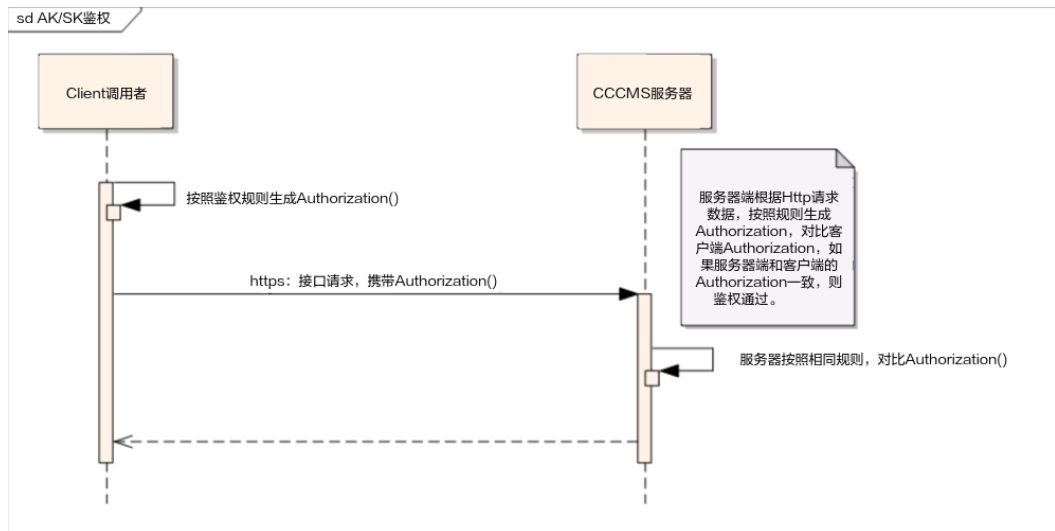 sd AK/SK鉴权
Client调用者
CCCMS服务器
按照鉴权规则生成Authorization()
服务器端根据Http请求
数据，按照规则生成
Authorization，对比客
户端Authorization，如
果服务器端和客户端的
Authorization一致，则
鉴权通过。
https：接口请求，携带Authorization()
服务器按照相同规则，对比Authorization()